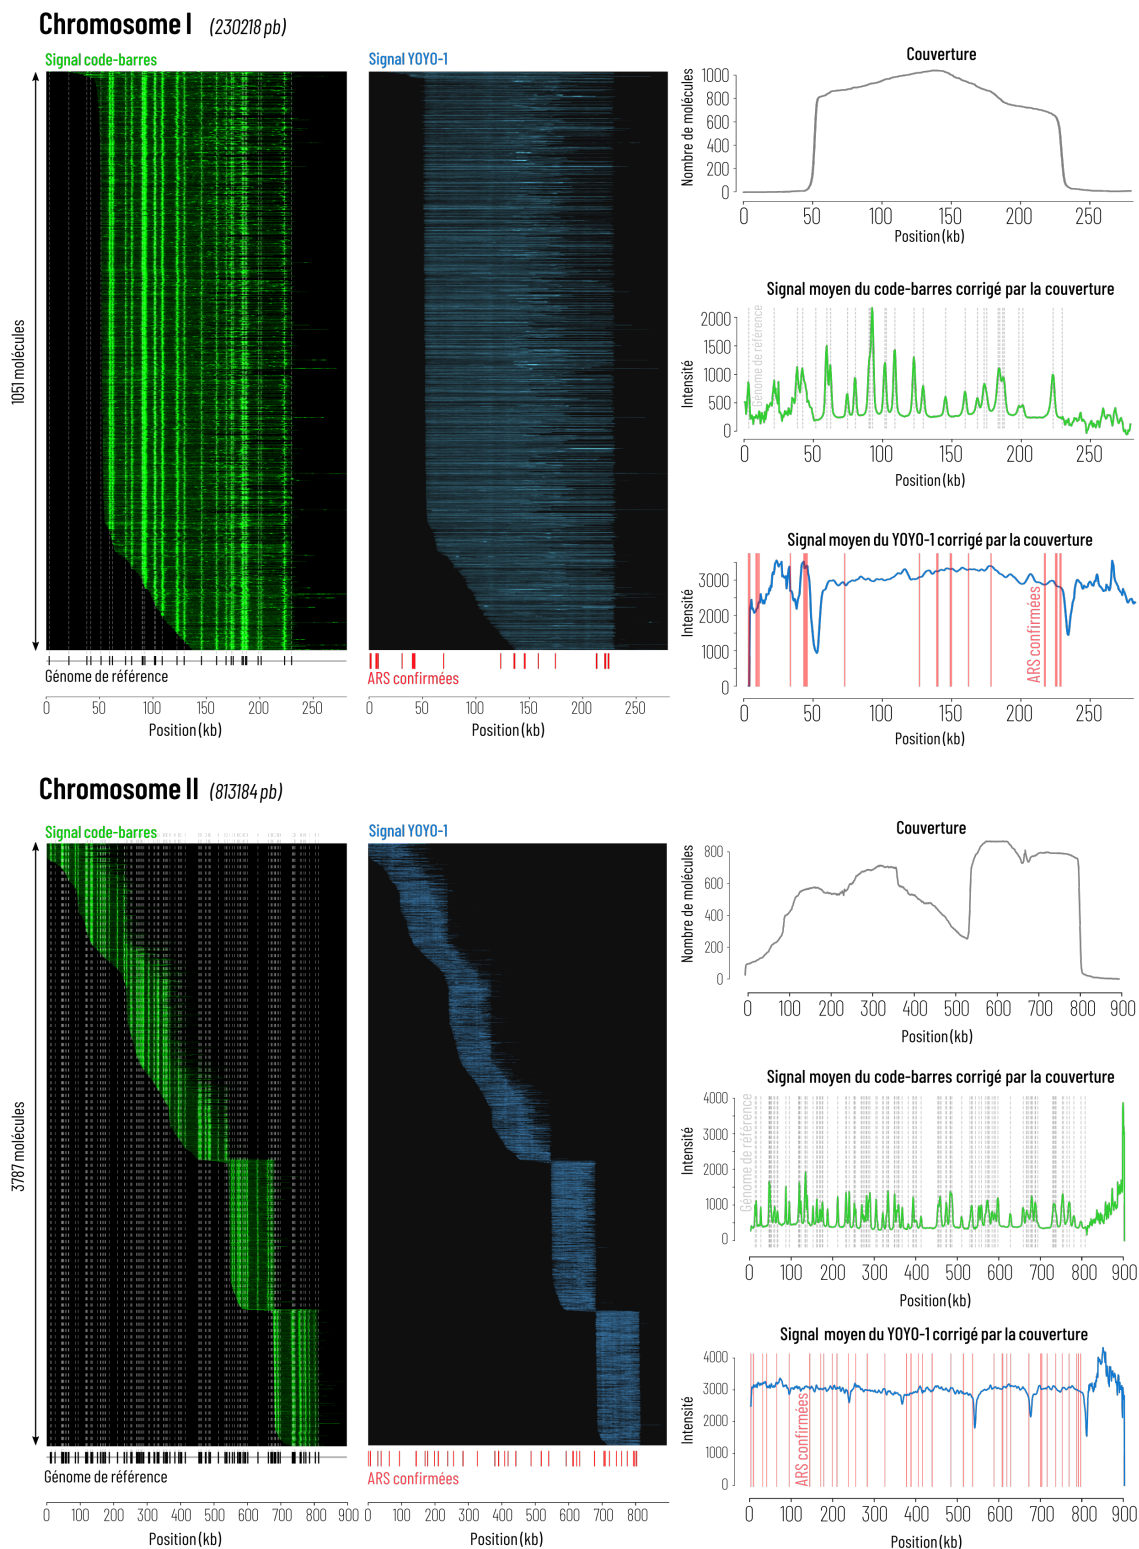 Chromosome I (230218 pb)
Signal code-barres
Signal YOYO-1
1051 molécules
Génome de référence
ARS confirmées
0 50 100 150 200 250
Position (kb)
0 50 100 150 200 250
Position (kb)
Couverture
Nombre de molécules
1000
800
600
400
200
0
0 50 100 150 200 250
Position (kb)
Signal moyen du code-barres corrigé par la couverture
Intensité
2000
1500
1000
500
0
Génome de référence
0 50 100 150 200 250
Position (kb)
Signal moyen du YOYO-1 corrigé par la couverture
Intensité
3000
2000
1000
0
ARS confirmées
0 50 100 150 200 250
Position (kb)
Chromosome II (813184 pb)
Signal code-barres
Signal YOYO-1
3787 molécules
Génome de référence
ARS confirmées
0 100 200 300 400 500 600 700 800 900
Position (kb)
0 100 200 300 400 500 600 700 800
Position (kb)
Couverture
Nombre de molécules
800
600
400
200
0
0 100 200 300 400 500 600 700 800 900
Position (kb)
Signal moyen du code-barres corrigé par la couverture
Intensité
4000
3000
2000
1000
0
Génome de référence
0 100 200 300 400 500 600 700 800 900
Position (kb)
Signal moyen du YOYO-1 corrigé par la couverture
Intensité
4000
3000
2000
1000
0
ARS confirmées
0 100 200 300 400 500 600 700 800 900
Position (kb)